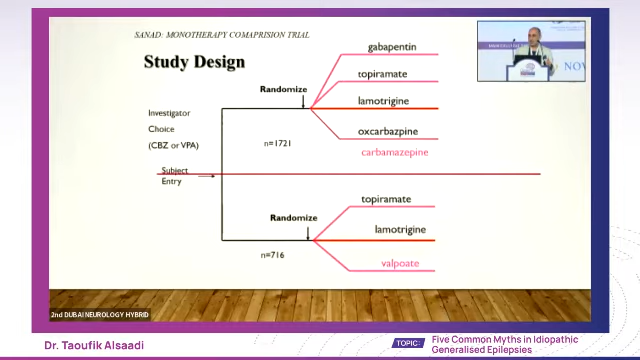 SANAD: MONOTHERAPY COMAPRISION TRIAL
Study Design
Investigator
Choice
(CBZ or VPA)
Subject
Entry
Randomize
n=1721
gabapentin
topiramate
lamotrigine
oxcarbazpine
carbamazepine
Randomize
n=716
topiramate
lamotrigine
valpoate
2nd DUBAI NEUROLOGY HYBRID
Dr. Taoufik Alsaadi
TOPIC:
Five Common Myths in Idiopathic
Generalised Epilepsies